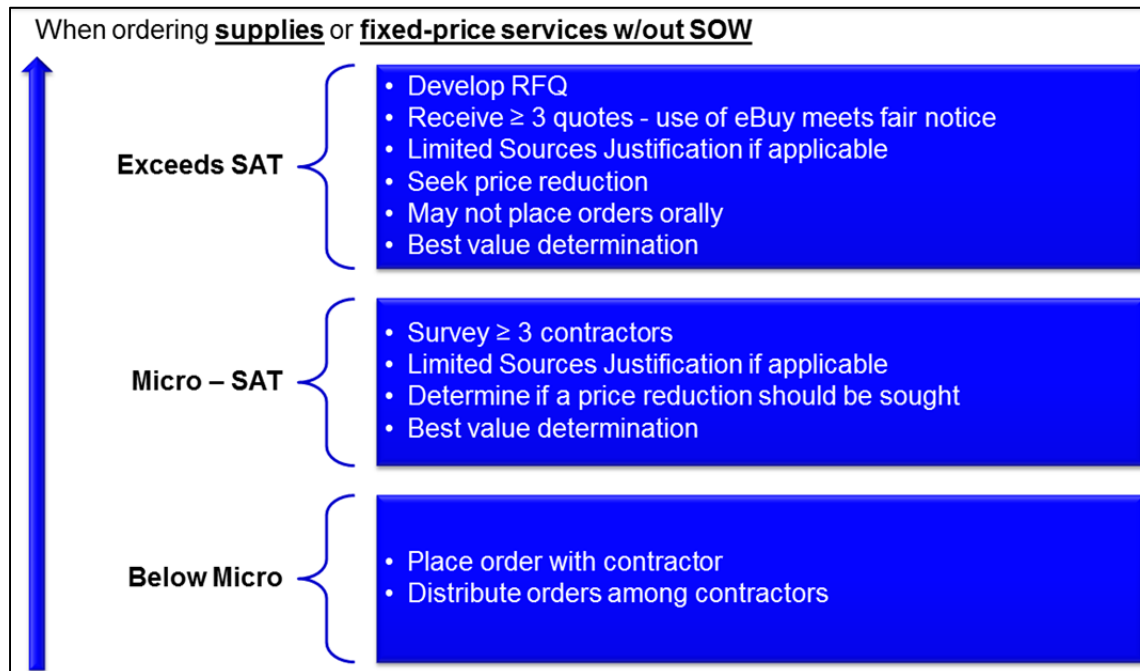 When ordering supplies or fixed-price services w/out SOW
Exceeds SAT
• Develop RFQ
• Receive ≥ 3 quotes - use of eBuy meets fair notice
• Limited Sources Justification if applicable
• Seek price reduction
• May not place orders orally
• Best value determination
Micro – SAT
• Survey ≥ 3 contractors
• Limited Sources Justification if applicable
• Determine if a price reduction should be sought
• Best value determination
Below Micro
• Place order with contractor
• Distribute orders among contractors